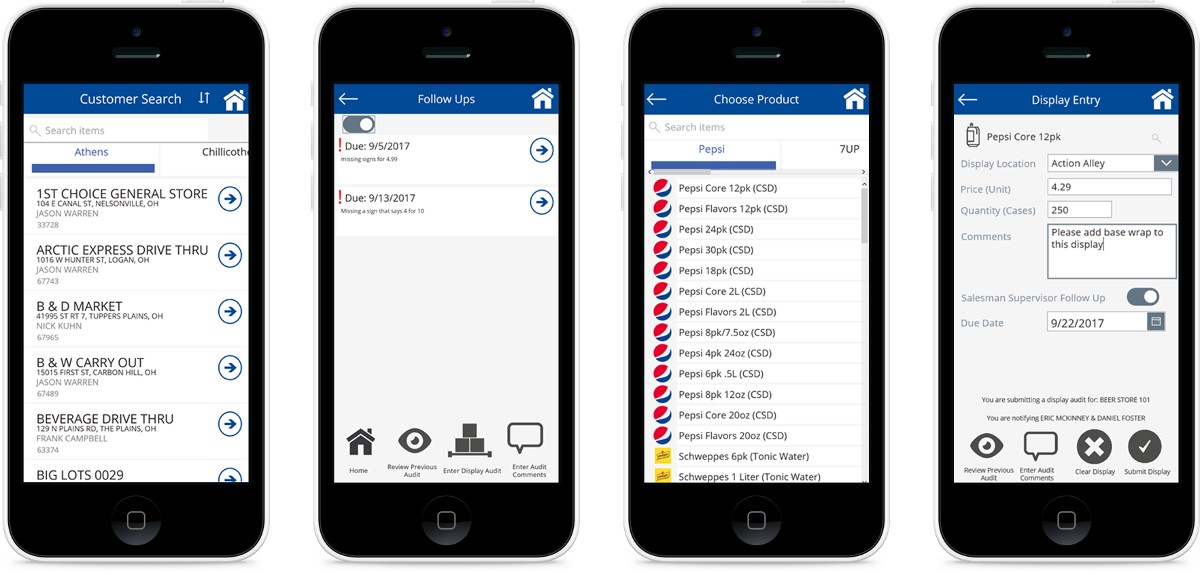 Customer Search
Search items
Athens
Chillicothe
1ST CHOICE GENERAL STORE
104 E CANAL ST, NELSONVILLE, OH
JASON WARREN
33728
ARCTIC EXPRESS DRIVE THRU
1016 W HUNTER ST, LOGAN, OH
JASON WARREN
67743
B & D MARKET
41995 ST RT 7, TUPPERS PLAINS, OH
NICK KUHN
67965
B & W CARRY OUT
15015 FIRST ST, CARBON HILL, OH
JASON WARREN
67489
BEVERAGE DRIVE THRU
129 N PLAINS RD, THE PLAINS, OH
FRANK CAMPBELL
63374
BIG LOTS 0029
Follow Ups
! Due: 9/5/2017
missing signs for 4.99
! Due: 9/13/2017
Missing a sign that says 4 for 10
Home
Review Previous
Audit
Enter Display Audit
Enter Audit
Comments
Choose Product
Search items
Pepsi
7UP
Pepsi Core 12pk (CSD)
Pepsi Flavors 12pk (CSD)
Pepsi 24pk (CSD)
Pepsi 30pk (CSD)
Pepsi 18pk (CSD)
Pepsi Core 2L (CSD)
Pepsi Flavors 2L (CSD)
Pepsi 8pk/7.5oz (CSD)
Pepsi 4pk 24oz (CSD)
Pepsi 6pk .5L (CSD)
Pepsi 8pk 12oz (CSD)
Pepsi Core 20oz (CSD)
Pepsi Flavors 20oz (CSD)
Schweppes 6pk (Tonic Water)
Schweppes 1 Liter (Tonic Water)
Display Entry
Pepsi Core 12pk
Display Location Action Alley
Price (Unit) 4.29
Quantity (Cases) 250
Comments Please add base wrap to
this display
Salesman Supervisor Follow Up
Due Date 9/22/2017
You are submitting a display audit for: BEER STORE 101
You are notifying ERIC MCKINNEY & DANIEL FOSTER
Review Previous
Audit
Enter Audit
Comments
Clear Display
Submit Display